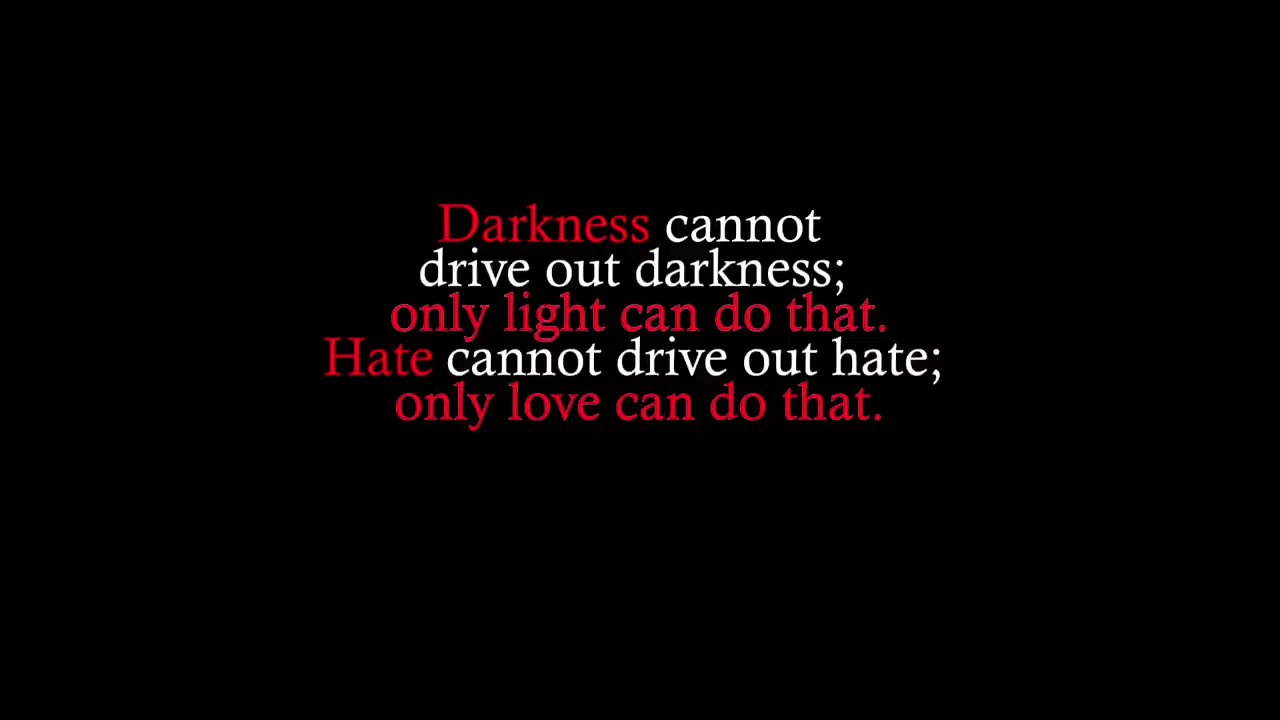 Darkness cannot
drive out darkness;
only light can do that.
Hate cannot drive out hate;
only love can do that.